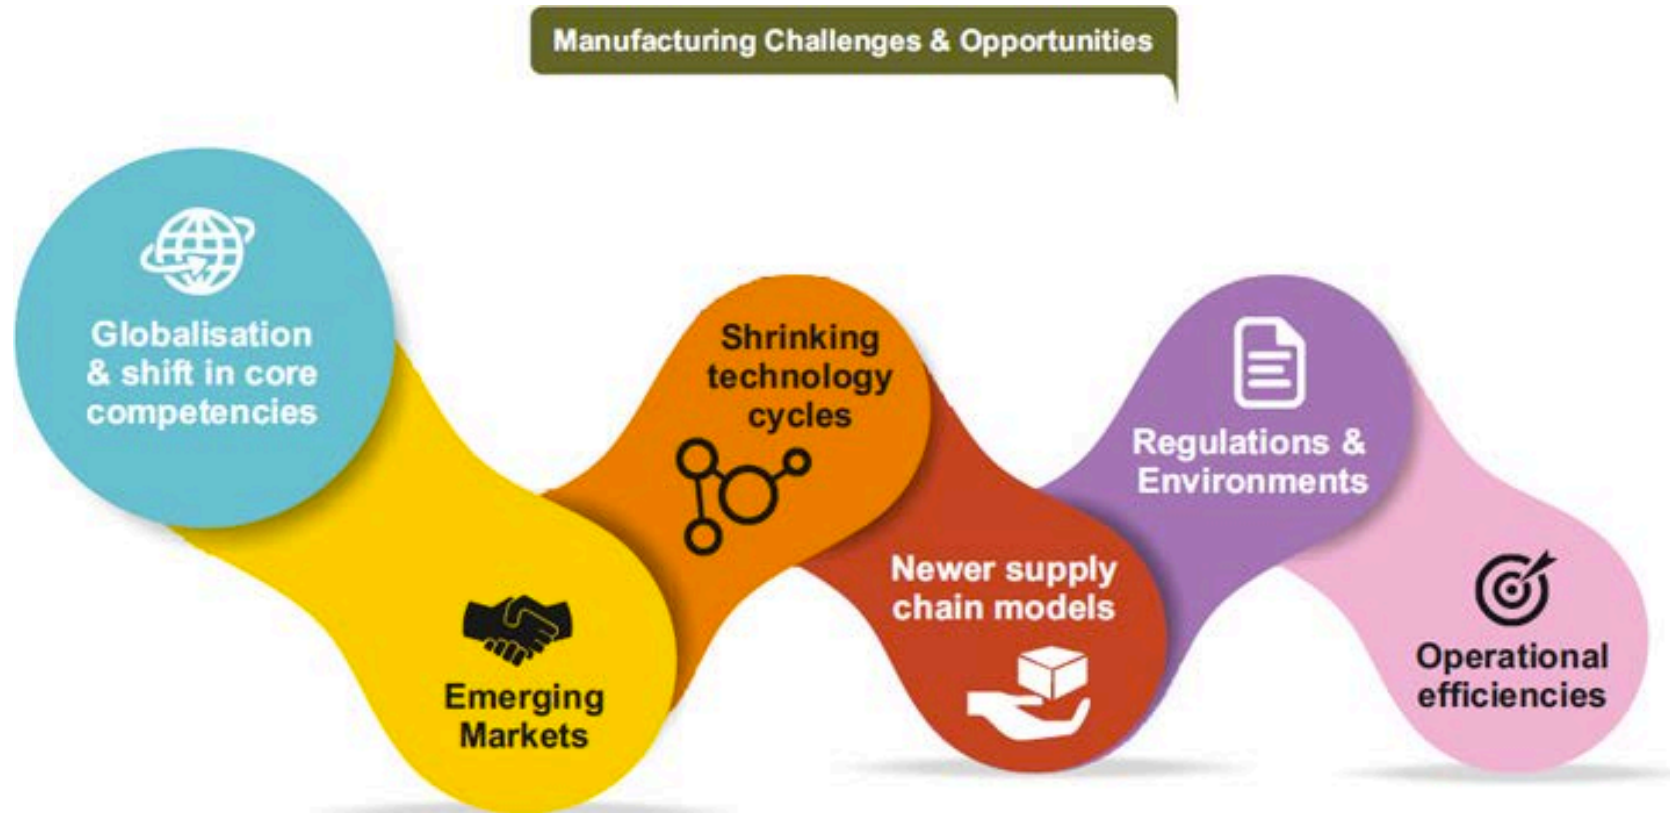 Manufacturing Challenges & Opportunities
Globalisation
& shift in core
competencies
Emerging
Markets
Shrinking
technology
cycles
Newer supply
chain models
Regulations &
Environments
Operational
efficiencies